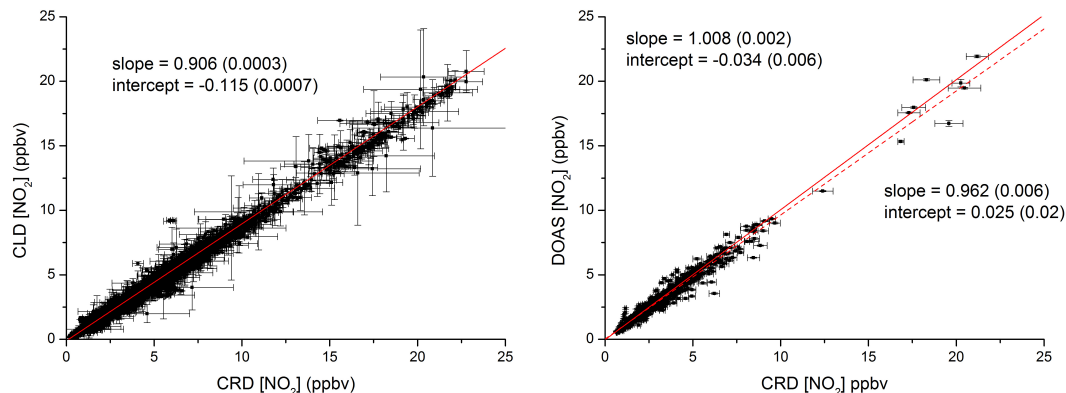 25
20
15
10
5
0
CLD [NO₂] (ppbv)
slope = 0.906 (0.0003)
intercept = -0.115 (0.0007)
0 5 10 15 20 25
CRD [NO₂] (ppbv)
25
20
15
10
5
0
DOAS [NO₂] (ppbv)
slope = 1.008 (0.002)
intercept = -0.034 (0.006)
slope = 0.962 (0.006)
intercept = 0.025 (0.02)
0 5 10 15 20 25
CRD [NO₂] ppbv